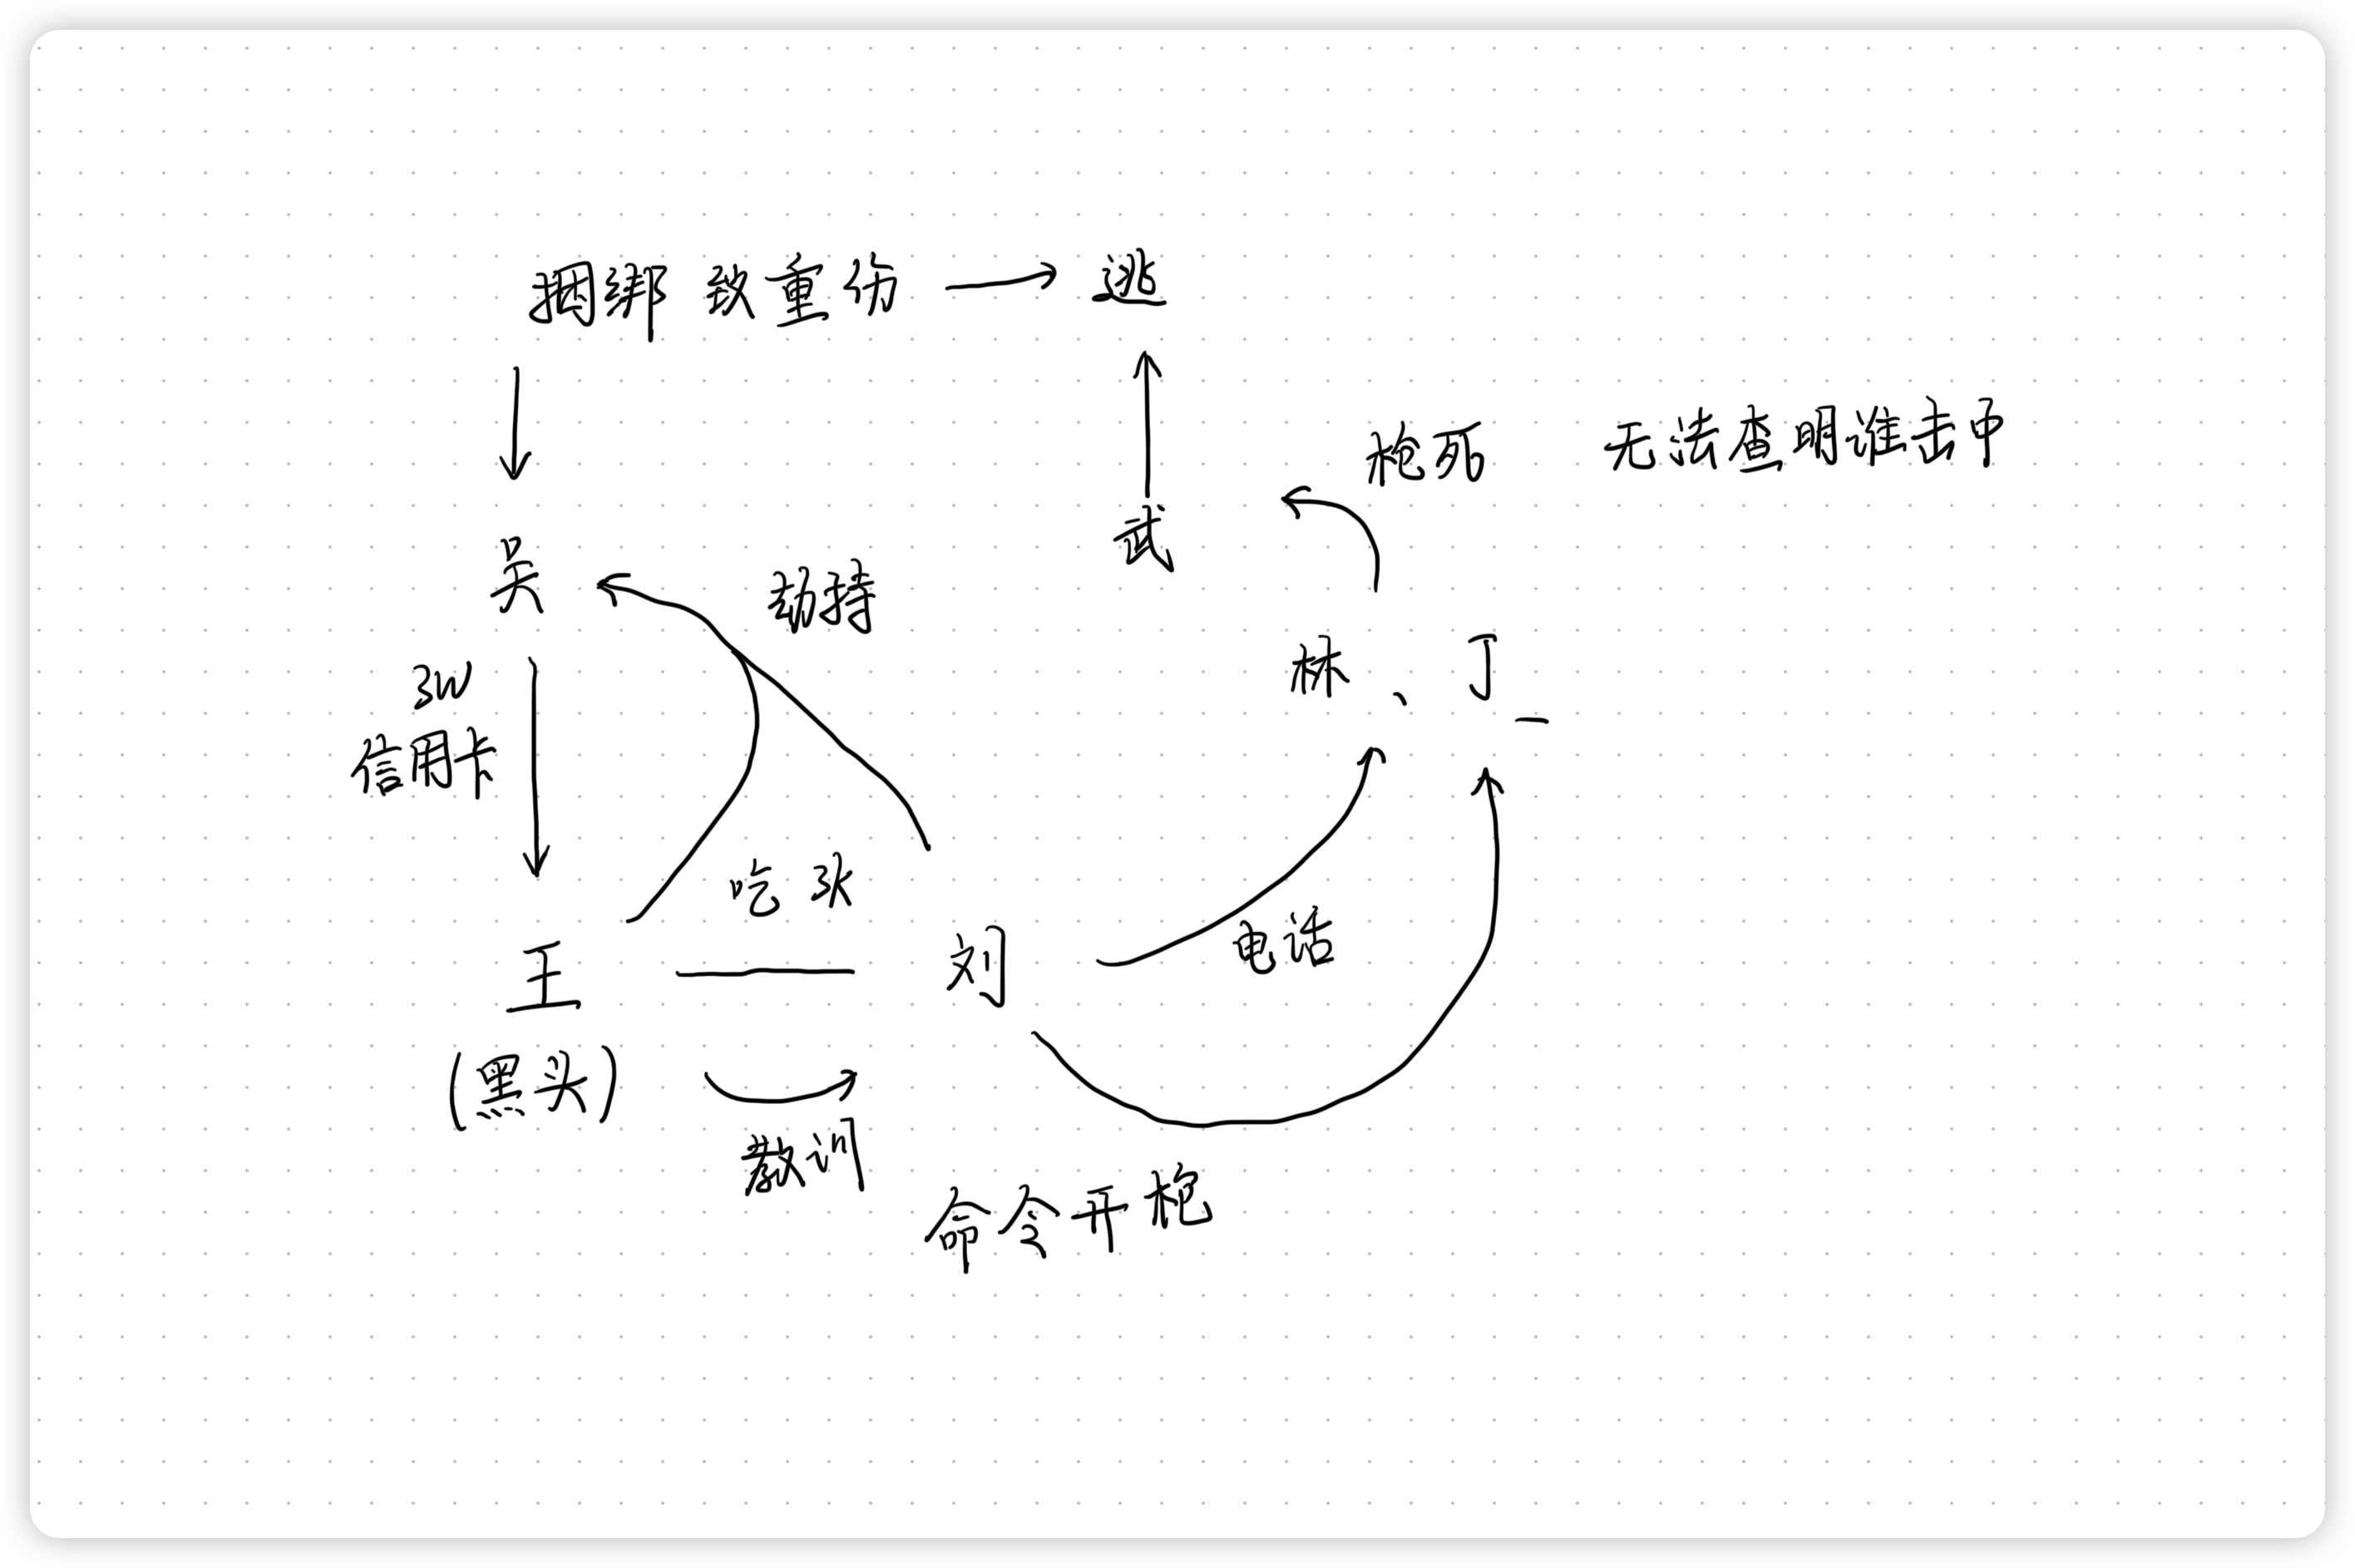 捆绑 致重伤 → 逃
枪死 无法查明谁击中
武
吴
劫持
3W
信用卡
林、丁
吃 3K
王
刘
电话
(黑头)
教训
命令开枪